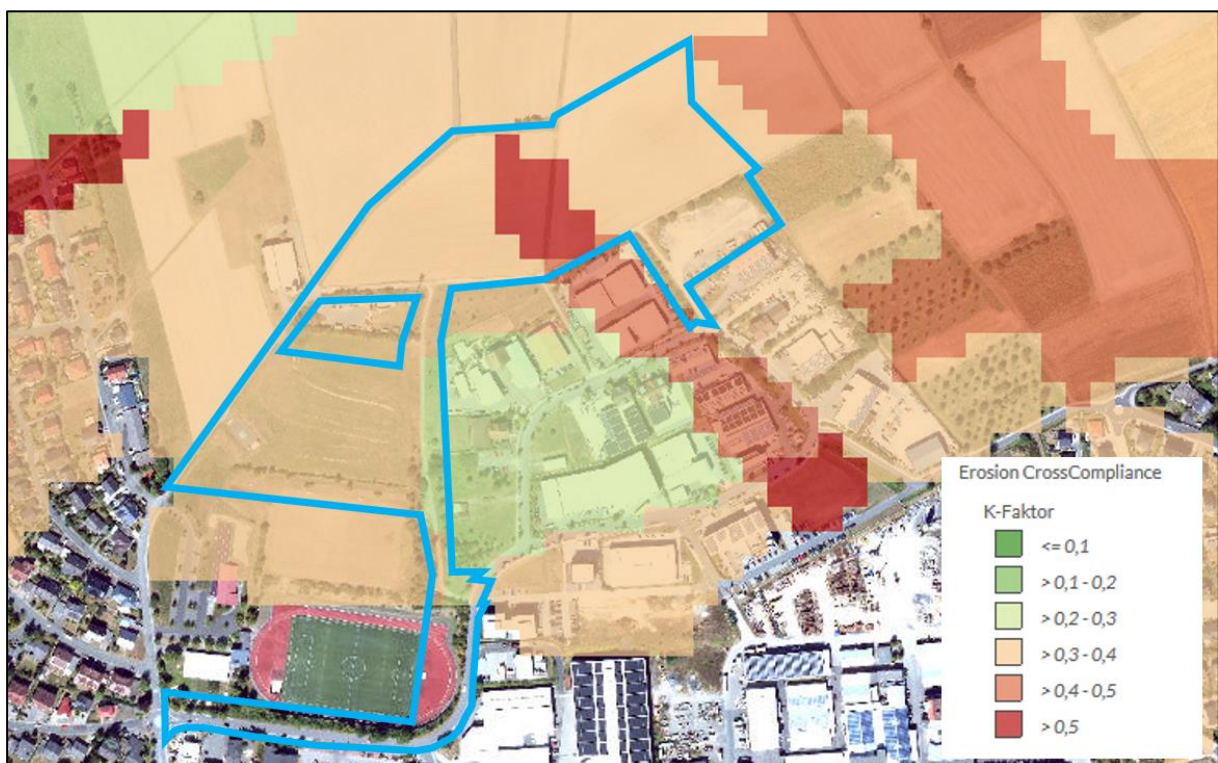 Erosion CrossCompliance
K-Faktor
<= 0,1
> 0,1 - 0,2
> 0,2 - 0,3
> 0,3 - 0,4
> 0,4 - 0,5
> 0,5